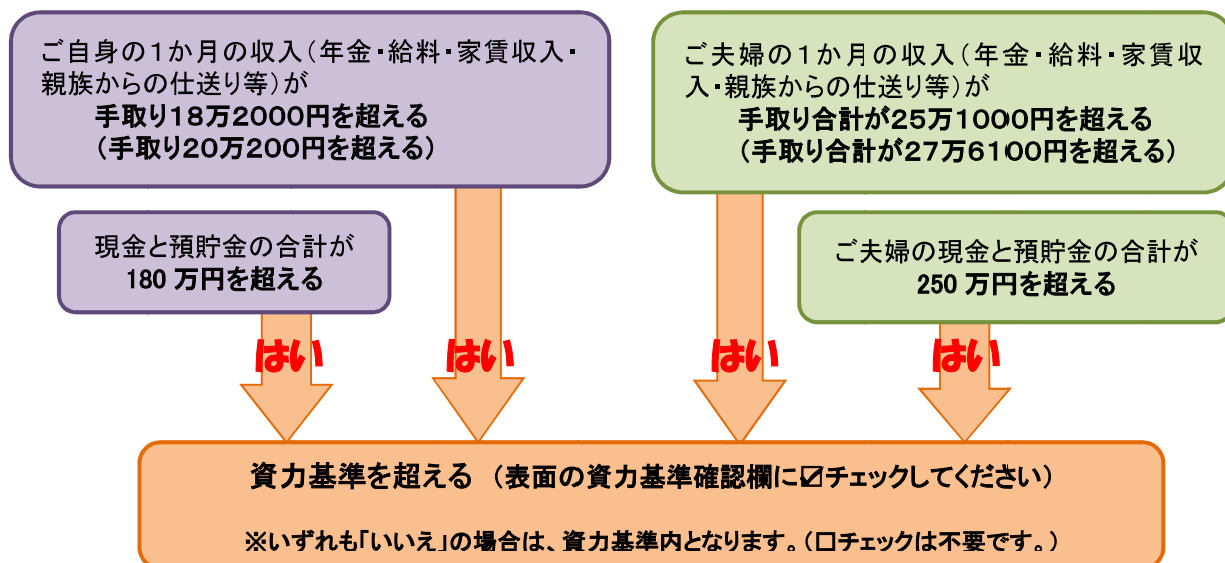 ご自身の1か月の収入(年金・給料・家賃収入・
親族からの仕送り等)が
手取り18万2000円を超える
(手取り20万200円を超える)
ご夫婦の1か月の収入(年金・給料・家賃収
入・親族からの仕送り等)が
手取り合計が25万1000円を超える
(手取り合計が27万6100円を超える)
現金と預貯金の合計が
180 万円を超える
ご夫婦の現金と預貯金の合計が
250 万円を超える
はい
はい
はい
はい
資力基準を超える (表面の資力基準確認欄に☑チェックしてください)
※いずれも「いいえ」の場合は、資力基準内となります。(□チェックは不要です。)